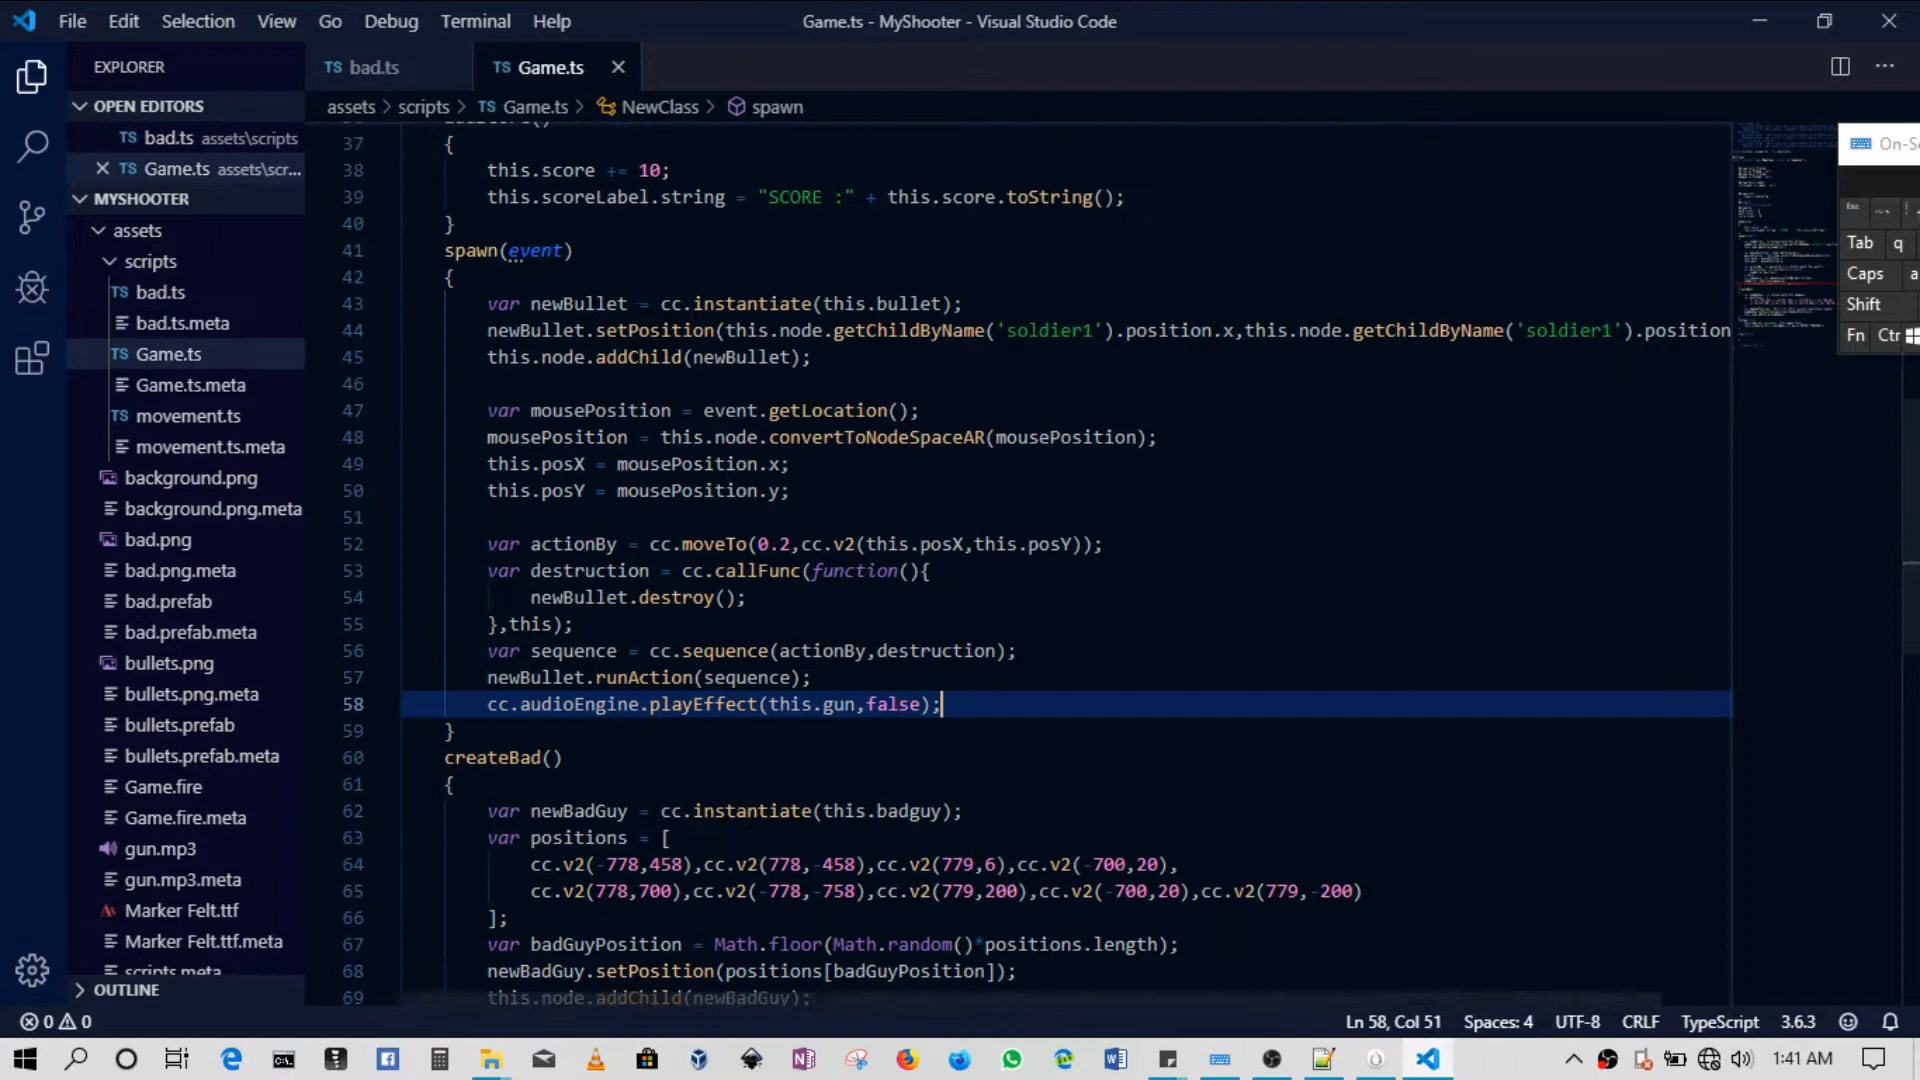 File Edit Selection View Go Debug Terminal Help
Game.ts - MyShooter - Visual Studio Code
EXPLORER
OPEN EDITORS
TS bad.ts assets\scripts
TS Game.ts assets\scr...
MYSHOOTER
assets
scripts
TS bad.ts
bad.ts.meta
TS Game.ts
Game.ts.meta
TS movement.ts
movement.ts.meta
background.png
background.png.meta
bad.png
bad.png.meta
bad.prefab
bad.prefab.meta
bullets.png
bullets.png.meta
bullets.prefab
bullets.prefab.meta
Game.fire
Game.fire.meta
gun.mp3
gun.mp3.meta
Marker Felt.ttf
Marker Felt.ttf.meta
scripts.meta
OUTLINE
TS bad.ts
TS Game.ts
assets > scripts > TS Game.ts > NewClass > spawn
37 {
38 this.score += 10;
39 this.scoreLabel.string = "SCORE :" + this.score.toString();
40 }
41 spawn(event)
42 {
43 var newBullet = cc.instantiate(this.bullet);
44 newBullet.setPosition(this.node.getChildByName('soldier1').position.x,this.node.getChildByName('soldier1').position
45 this.node.addChild(newBullet);
46
47 var mousePosition = event.getLocation();
48 mousePosition = this.node.convertToNodeSpaceAR(mousePosition);
49 this.posX = mousePosition.x;
50 this.posY = mousePosition.y;
51
52 var actionBy = cc.moveTo(0.2,cc.v2(this.posX,this.posY));
53 var destruction = cc.callFunc(function(){
54 newBullet.destroy();
55 },this);
56 var sequence = cc.sequence(actionBy,destruction);
57 newBullet.runAction(sequence);
58 cc.audioEngine.playEffect(this.gun,false);
59 }
60 createBad()
61 {
62 var newBadGuy = cc.instantiate(this.badguy);
63 var positions = [
64 cc.v2(-778,458),cc.v2(778,-458),cc.v2(779,6),cc.v2(-700,20),
65 cc.v2(778,700),cc.v2(-778,-758),cc.v2(779,200),cc.v2(-700,20),cc.v2(779,-200)
66 ];
67 var badGuyPosition = Math.floor(Math.random()*positions.length);
68 newBadGuy.setPosition(positions[badGuyPosition]);
69 this.node.addChild(newBadGuy);
On-S
Esc
Tab q
Caps a
Shift
Fn Ctr
0 0
Ln 58, Col 51 Spaces: 4 UTF-8 CRLF TypeScript 3.6.3
1:41 AM